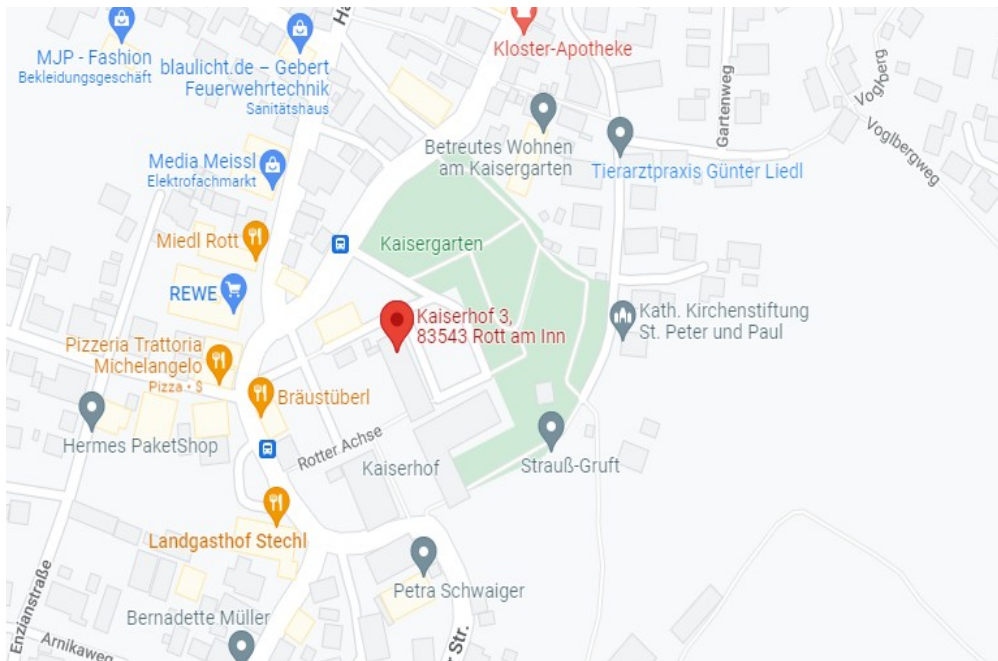 MJP - Fashion
Bekleidungsgeschäft
blaulicht.de – Gebert
Feuerwehrtechnik
Sanitätshaus
Kloster-Apotheke
Voglberg
Gartenweg
Voglbergweg
Betreutes Wohnen
am Kaisergarten
Tierarztpraxis Günter Liedl
Media Meissl
Elektrofachmarkt
Miedl Rott
Kaisergarten
REWE
Kaiserhof 3,
83543 Rott am Inn
Kath. Kirchenstiftung
St. Peter und Paul
Pizzeria Trattoria
Michelangelo
Pizza • $
Bräustüberl
Hermes PaketShop
Rotter Achse
Kaiserhof
Strauß-Gruft
Landgasthof Stechl
Petra Schwaiger
Bernadette Müller
Enzianstraße
Arnikaweg
Str.